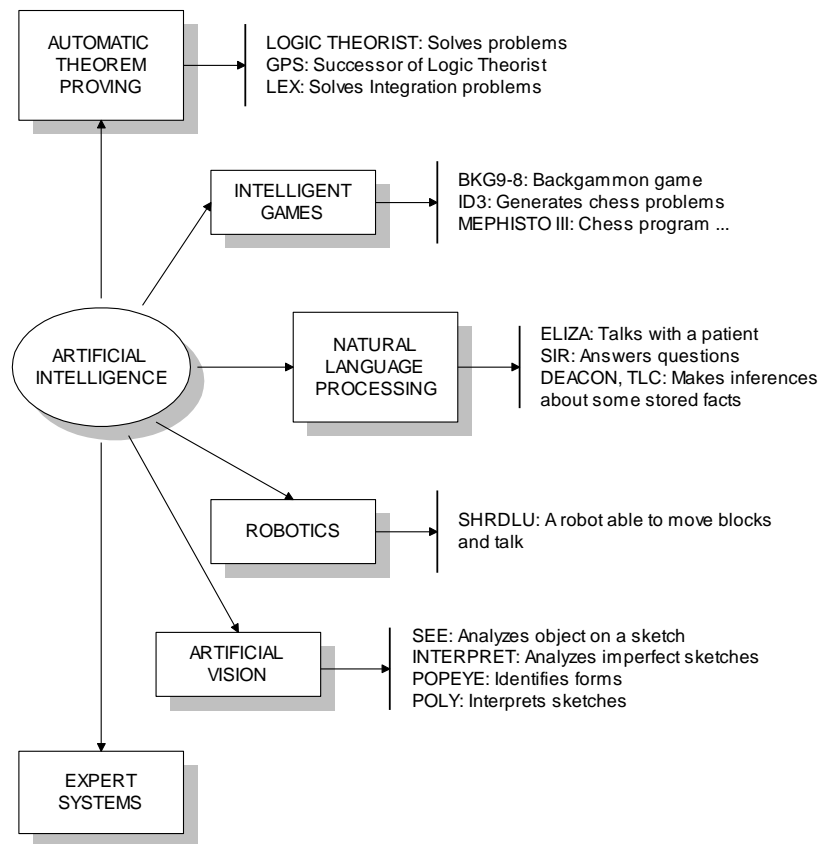 AUTOMATIC
THEOREM
PROVING
LOGIC THEORIST: Solves problems
GPS: Successor of Logic Theorist
LEX: Solves Integration problems
INTELLIGENT
GAMES
BKG9-8: Backgammon game
ID3: Generates chess problems
MEPHISTO III: Chess program ...
ARTIFICIAL
INTELLIGENCE
NATURAL
LANGUAGE
PROCESSING
ELIZA: Talks with a patient
SIR: Answers questions
DEACON, TLC: Makes inferences
about some stored facts
ROBOTICS
SHRDLU: A robot able to move blocks
and talk
ARTIFICIAL
VISION
SEE: Analyzes object on a sketch
INTERPRET: Analyzes imperfect sketches
POPEYE: Identifies forms
POLY: Interprets sketches
EXPERT
SYSTEMS